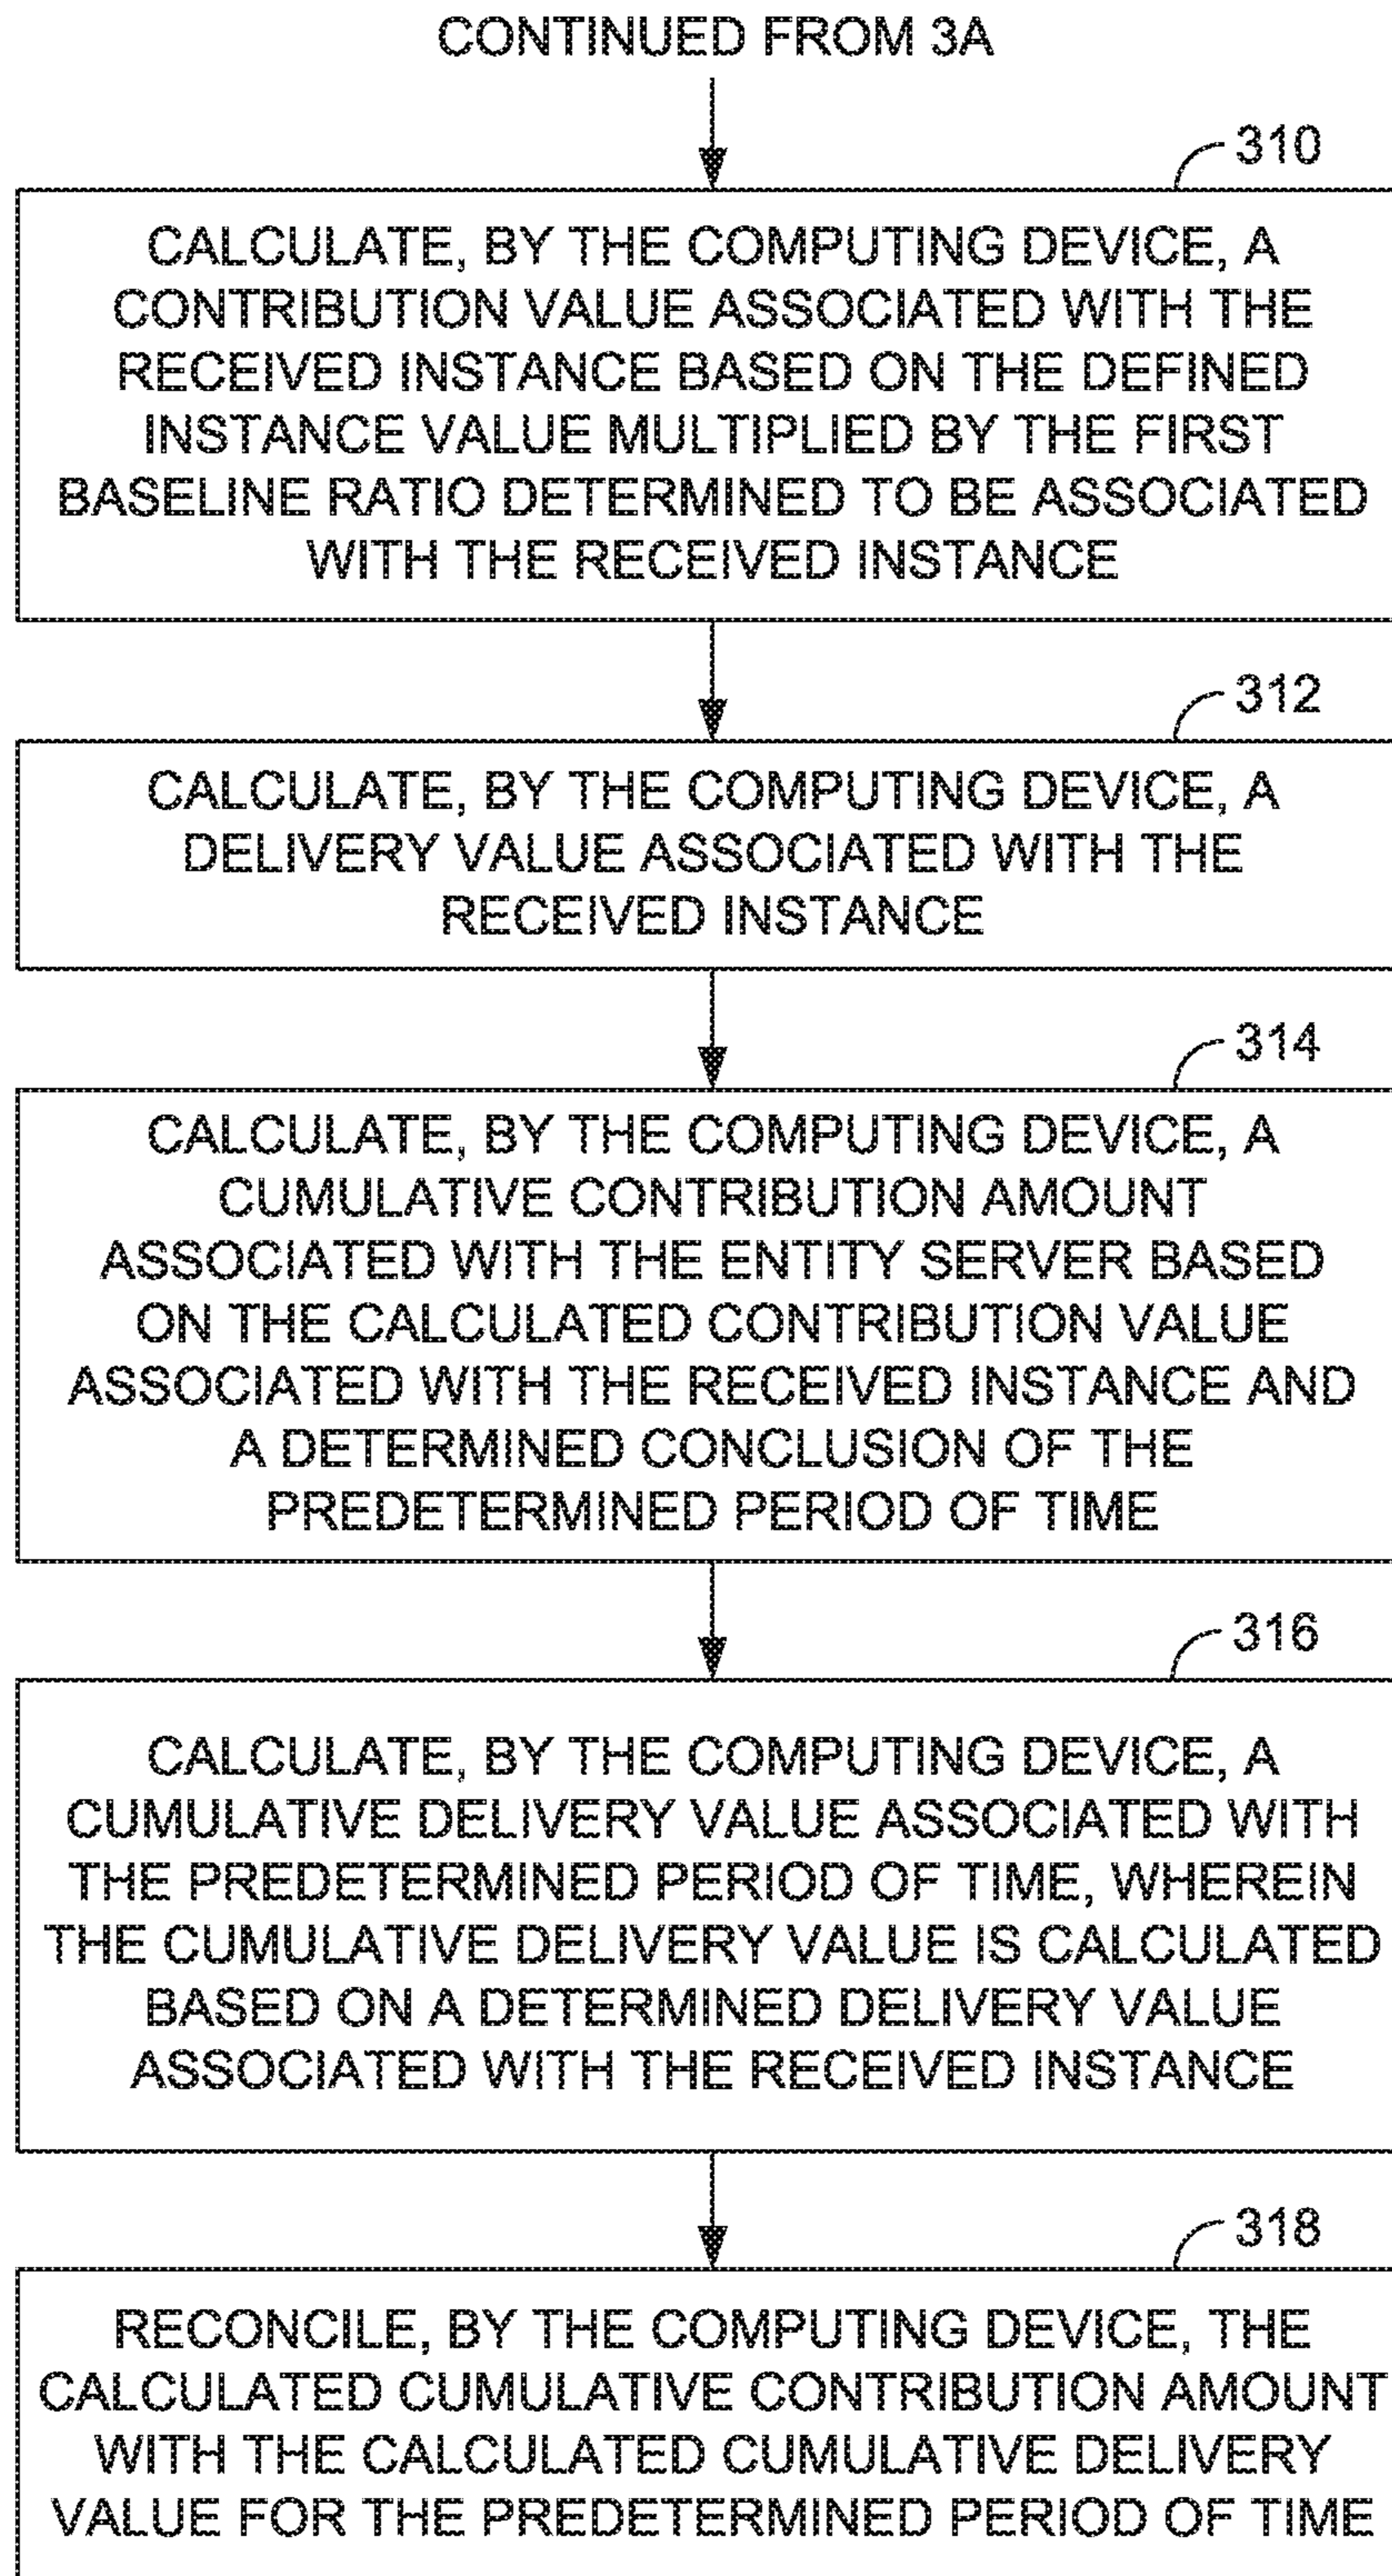 CONTINUED FROM 3A
310
CALCULATE, BY THE COMPUTING DEVICE, A
CONTRIBUTION VALUE ASSOCIATED WITH THE
RECEIVED INSTANCE BASED ON THE DEFINED
INSTANCE VALUE MULTIPLIED BY THE FIRST
BASELINE RATIO DETERMINED TO BE ASSOCIATED
WITH THE RECEIVED INSTANCE
312
CALCULATE, BY THE COMPUTING DEVICE, A
DELIVERY VALUE ASSOCIATED WITH THE
RECEIVED INSTANCE
314
CALCULATE, BY THE COMPUTING DEVICE, A
CUMULATIVE CONTRIBUTION AMOUNT
ASSOCIATED WITH THE ENTITY SERVER BASED
ON THE CALCULATED CONTRIBUTION VALUE
ASSOCIATED WITH THE RECEIVED INSTANCE AND
A DETERMINED CONCLUSION OF THE
PREDETERMINED PERIOD OF TIME
316
CALCULATE, BY THE COMPUTING DEVICE, A
CUMULATIVE DELIVERY VALUE ASSOCIATED WITH
THE PREDETERMINED PERIOD OF TIME, WHEREIN
THE CUMULATIVE DELIVERY VALUE IS CALCULATED
BASED ON A DETERMINED DELIVERY VALUE
ASSOCIATED WITH THE RECEIVED INSTANCE
318
RECONCILE, BY THE COMPUTING DEVICE, THE
CALCULATED CUMULATIVE CONTRIBUTION AMOUNT
WITH THE CALCULATED CUMULATIVE DELIVERY
VALUE FOR THE PREDETERMINED PERIOD OF TIME